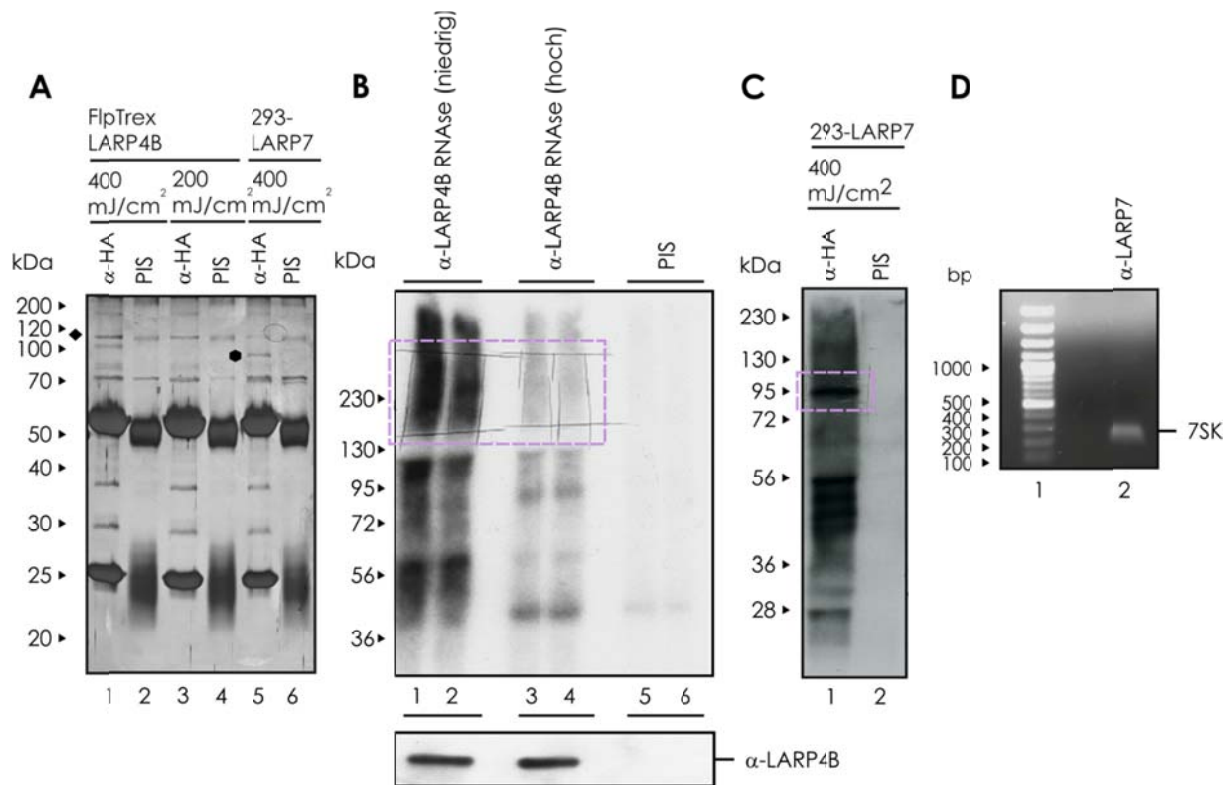 A
FlpTrex
LARP4B
293-
LARP7
400
mJ/cm²
200
mJ/cm²
400
mJ/cm²
kDa
α-HA
PIS
α-HA
PIS
α-HA
PIS
200
120
100
70
50
40
30
25
20
1 2 3 4 5 6
B
α-LARP4B RNAse (niedrig)
α-LARP4B RNAse (hoch)
PIS
kDa
230
130
95
72
56
36
1 2 3 4 5 6
α-LARP4B
C
293-LARP7
400
mJ/cm2
kDa
α-HA
PIS
230
130
95
72
56
36
28
1 2
D
bp
α-LARP7
1000
500
400
300
200
100
7SK
1 2